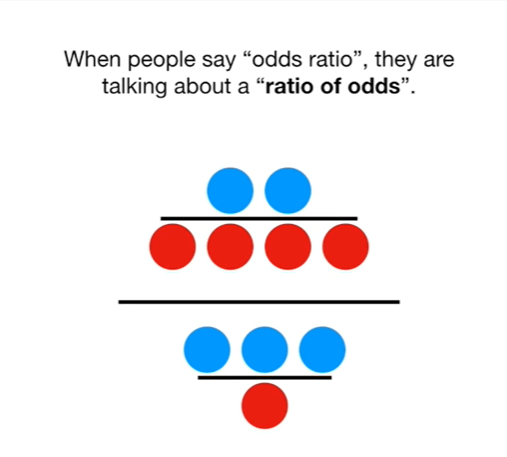 When people say “odds ratio”, they are
talking about a “ratio of odds”.